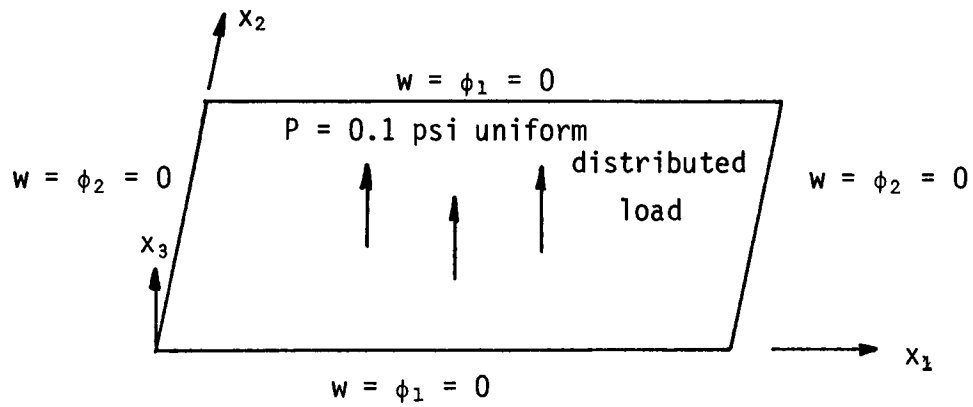 x₂
w = ϕ₁ = 0
P = 0.1 psi uniform
distributed
load
w = ϕ₂ = 0
w = ϕ₂ = 0
x₃
x₁
w = ϕ₁ = 0